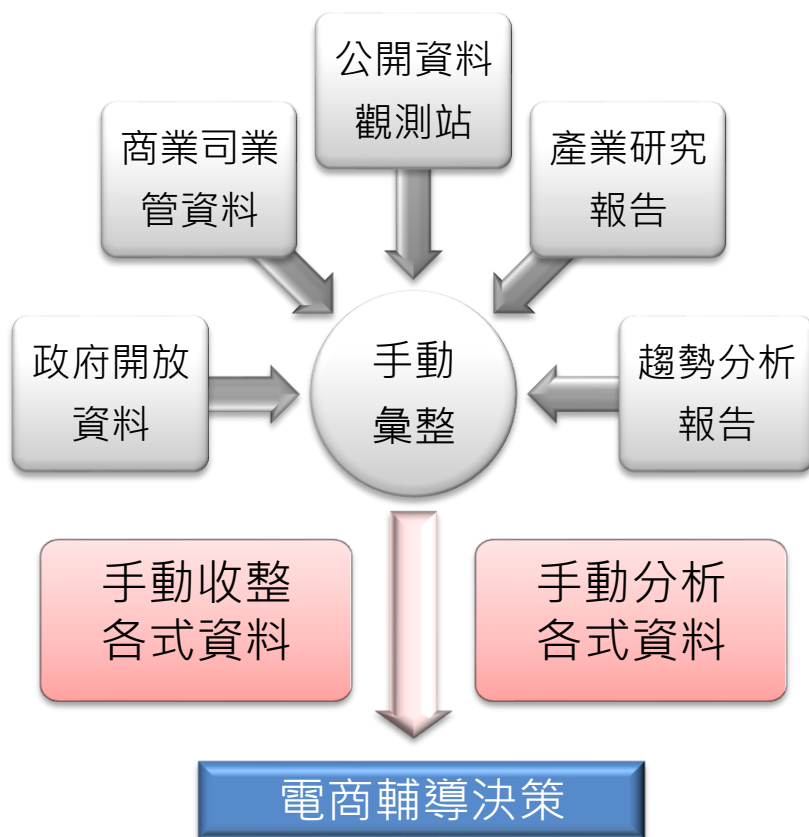 公開資料
觀測站
商業司業
管資料
產業研究
報告
政府開放
資料
手動
彙整
趨勢分析
報告
手動收整
各式資料
手動分析
各式資料
電商輔導決策